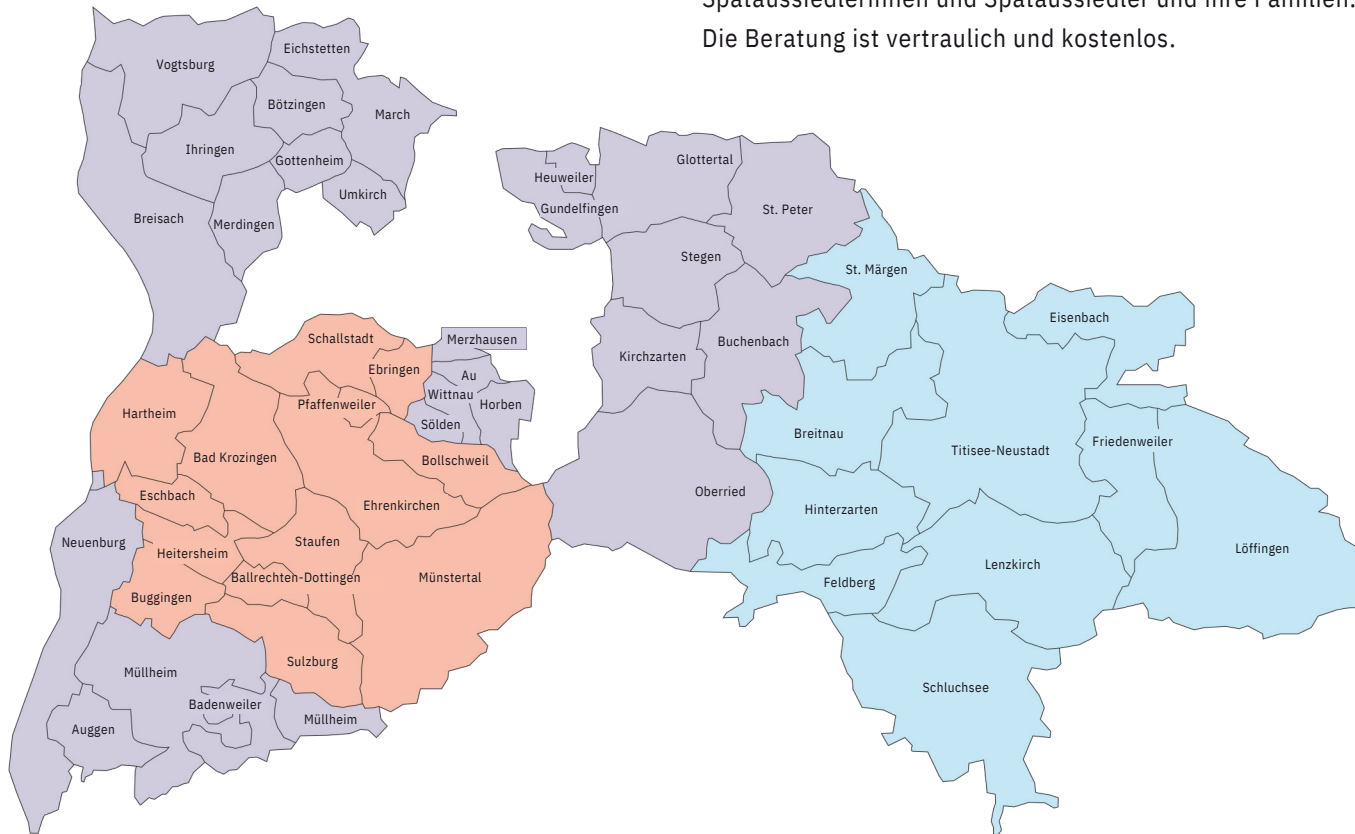 Spätaussiedlerinnen und Spätaussiedler und ihre Familien.
Die Beratung ist vertraulich und kostenlos.
Eichstetten
Vogtsburg
Bötzingen
March
Ihringen
Gottenheim
Umkirch
Breisach
Merdingen
Glottertal
Heuweiler
Gundelfingen
St. Peter
Stegen
St. Märgen
Eisenbach
Buchenbach
Kirchzarten
Schallstadt
Merzhausen
Ebringen
Au
Wittnau
Horben
Pfaffenweiler
Sölden
Hartheim
Bad Krozingen
Bollschweil
Breitnau
Titisee-Neustadt
Friedenweiler
Eschbach
Ehrenkirchen
Oberried
Hinterzarten
Neuenburg
Heitersheim
Staufen
Löffingen
Ballrechten-Dottingen
Münstertal
Feldberg
Lenzkirch
Buggingen
Müllheim
Sulzburg
Schluchsee
Badenweiler
Müllheim
Auggen